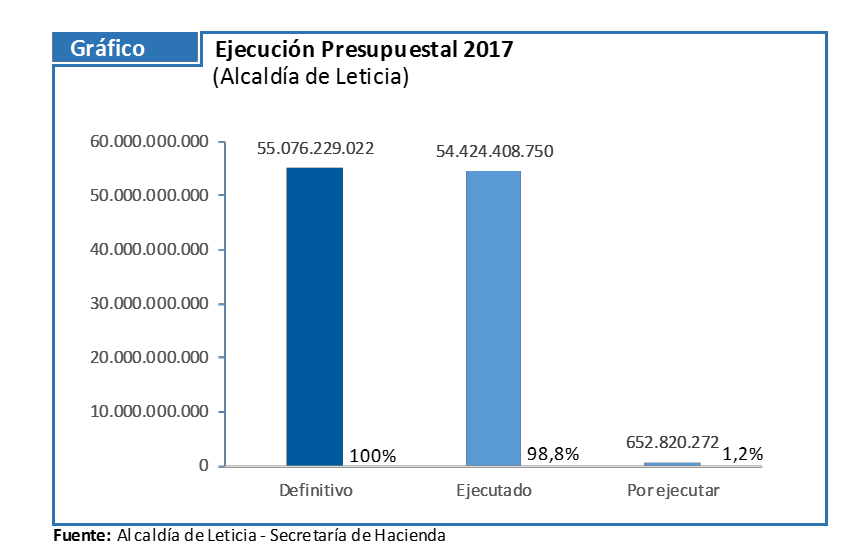 Gráfico
Ejecución Presupuestal 2017
(Alcaldía de Leticia)
60.000.000.000
50.000.000.000
40.000.000.000
30.000.000.000
20.000.000.000
10.000.000.000
0
55.076.229.022
54.424.408.750
652.820.272
100%
98,8%
1,2%
Definitivo
Ejecutado
Por ejecutar
Fuente: Alcaldía de Leticia - Secretaría de Hacienda